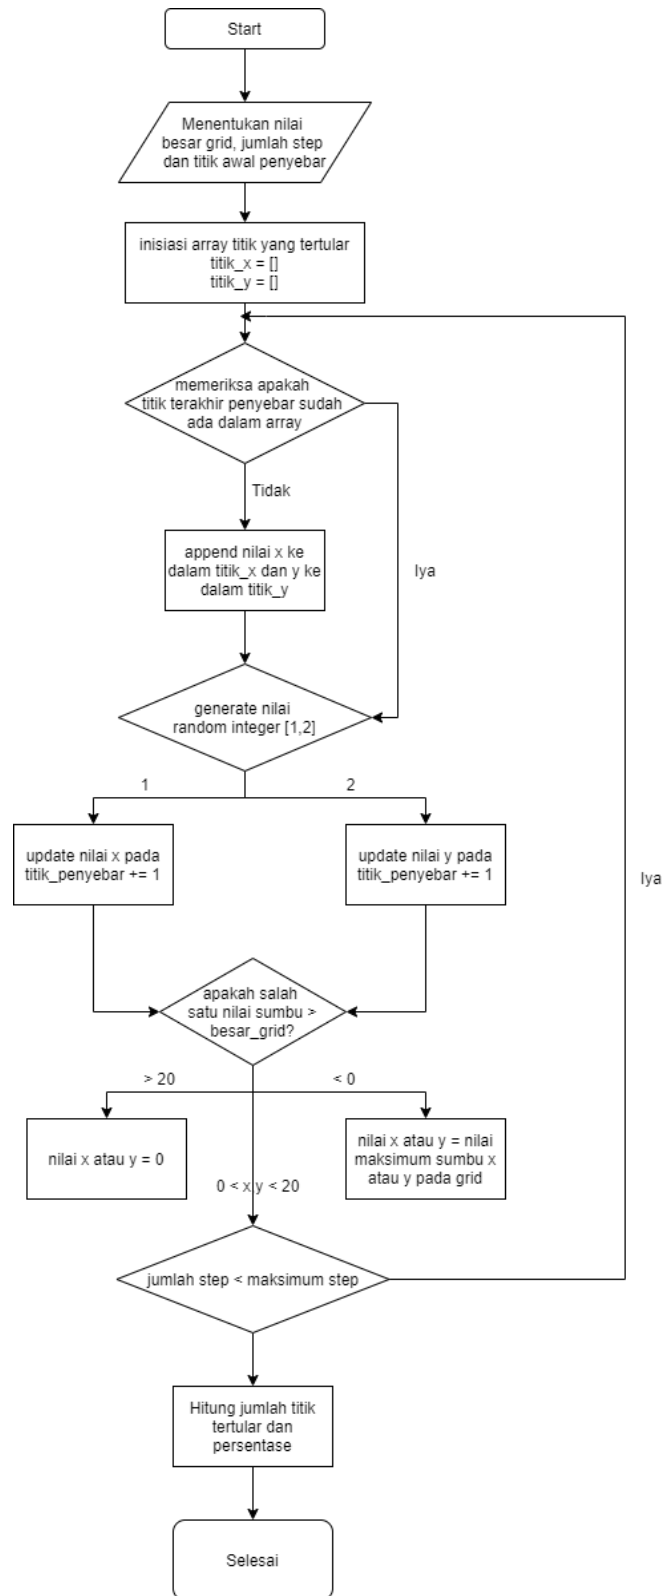 Start
Menentukan nilai
besar grid, jumlah step
dan titik awal penyebar
inisiasi array titik yang tertular
titik_x = []
titik_y = []
memeriksa apakah
titik terakhir penyebar sudah
ada dalam array
Tidak
append nilai x ke
dalam titik_x dan y ke
dalam titik_y
Iya
generate nilai
random integer [1,2]
1
2
update nilai x pada
titik_penyebar += 1
update nilai y pada
titik_penyebar += 1
Iya
apakah salah
satu nilai sumbu >
besar_grid?
> 20
< 0
nilai x atau y = 0
nilai x atau y = nilai
maksimum sumbu x
atau y pada grid
0 < x y < 20
jumlah step < maksimum step
Hitung jumlah titik
tertular dan
persentase
Selesai